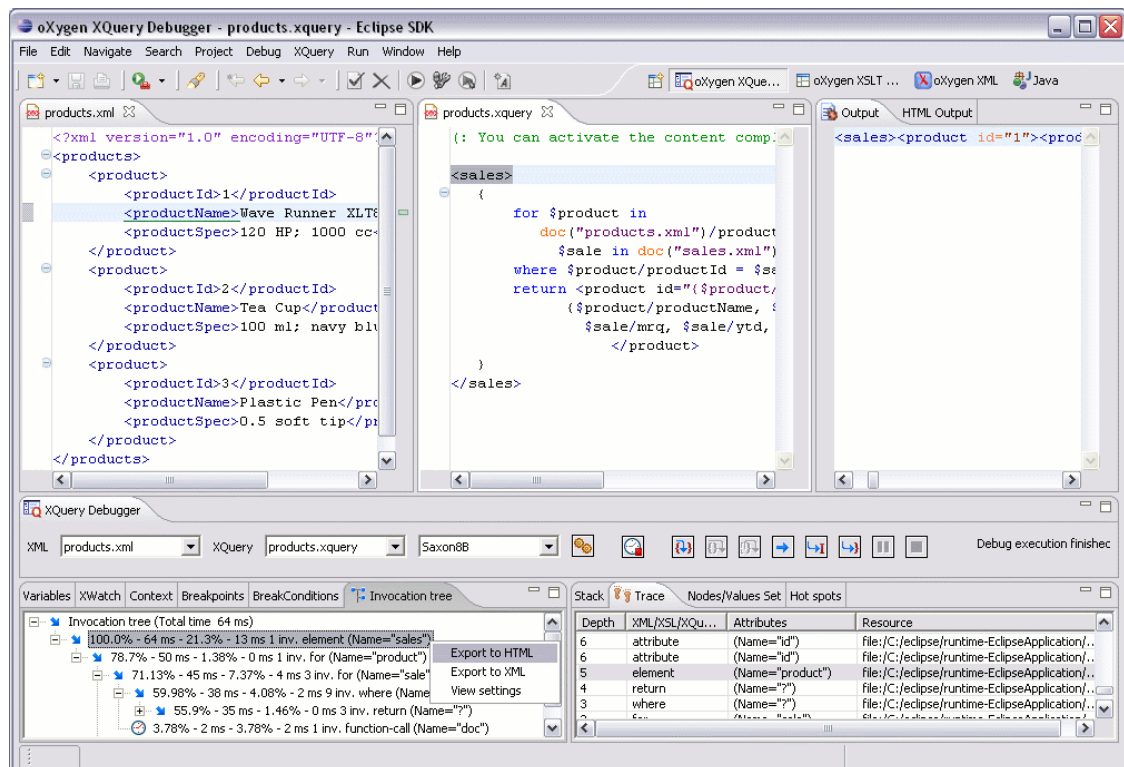 oXygen XQuery Debugger - products.xquery - Eclipse SDK
File Edit Navigate Search Project Debug XQuery Run Window Help
oXygen XQue... oXygen XSLT ... oXygen XML Java
products.xml
<?xml version="1.0" encoding="UTF-8"?
<products>
<product>
<productId>1</productId>
<productName>Wave Runner XLT8
<productSpec>120 HP; 1000 cc<
</product>
<product>
<productId>2</productId>
<productName>Tea Cup</product
<productSpec>100 ml; navy blu
</product>
<product>
<productId>3</productId>
<productName>Plastic Pen</pro
<productSpec>0.5 soft tip</pr
</product>
</products>
products.xquery
(: You can activate the content comp
<sales>
{
for $product in
doc("products.xml")/product
$sale in doc("sales.xml")
where $product/productId = $sa
return <product id="{$product/
{$product/productName, $
$sale/mrq, $sale/ytd,
</product>
}
</sales>
Output HTML Output
<sales><product id="1"><prod
XQuery Debugger
XML products.xml XQuery products.xquery Saxon8B Debug execution finishec
Variables XWatch Context Breakpoints BreakConditions Invocation tree
Invocation tree (Total time 64 ms)
100.0% - 64 ms - 21.3% - 13 ms 1 inv. element (Name="sales")
78.7% - 50 ms - 1.38% - 0 ms 1 inv. for (Name="product")
71.13% - 45 ms - 7.37% - 4 ms 3 inv. for (Name="sale"
59.98% - 38 ms - 4.08% - 2 ms 9 inv. where (Name
55.9% - 35 ms - 1.46% - 0 ms 3 inv. return (Name="?")
3.78% - 2 ms - 3.78% - 2 ms 1 inv. function-call (Name="doc")
Export to HTML
Export to XML
View settings
Stack Trace Nodes/Values Set Hot spots
Depth XML/XSL/XQu... Attributes Resource
6 attribute (Name="id") file:/C:/eclipse/runtime-EclipseApplication/..
6 attribute (Name="id") file:/C:/eclipse/runtime-EclipseApplication/..
5 element (Name="product") file:/C:/eclipse/runtime-EclipseApplication/..
4 return (Name="?") file:/C:/eclipse/runtime-EclipseApplication/..
3 where (Name="?") file:/C:/eclipse/runtime-EclipseApplication/..